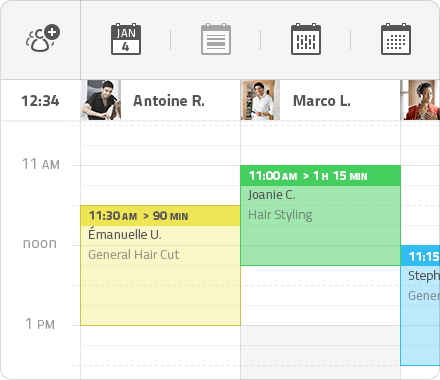 JAN
4
12:34
Antoine R.
Marco L.
11 AM
11:00 AM > 1 H 15 MIN
Joanie C.
Hair Styling
11:30 AM > 90 MIN
Émanuelle U.
General Hair Cut
noon
11:15
Steph
Gener
1 PM